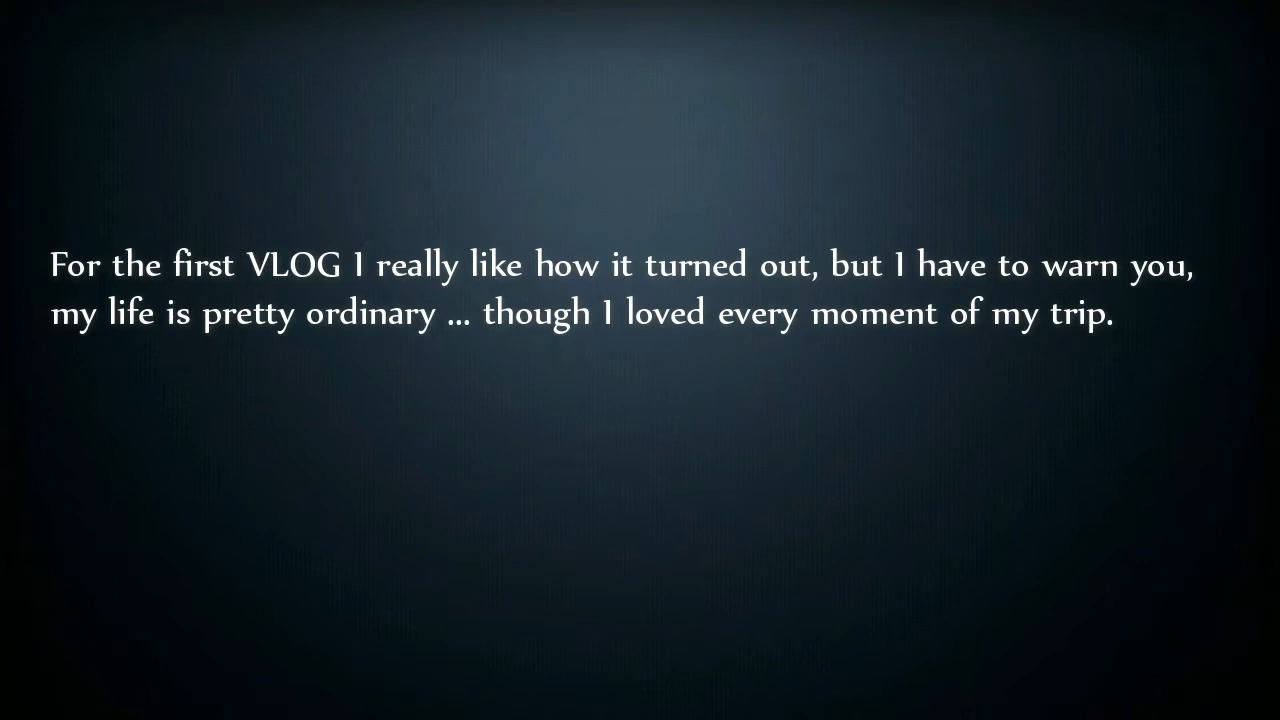 For the first VLOG I really like how it turned out, but I have to warn you,
my life is pretty ordinary ... though I loved every moment of my trip.